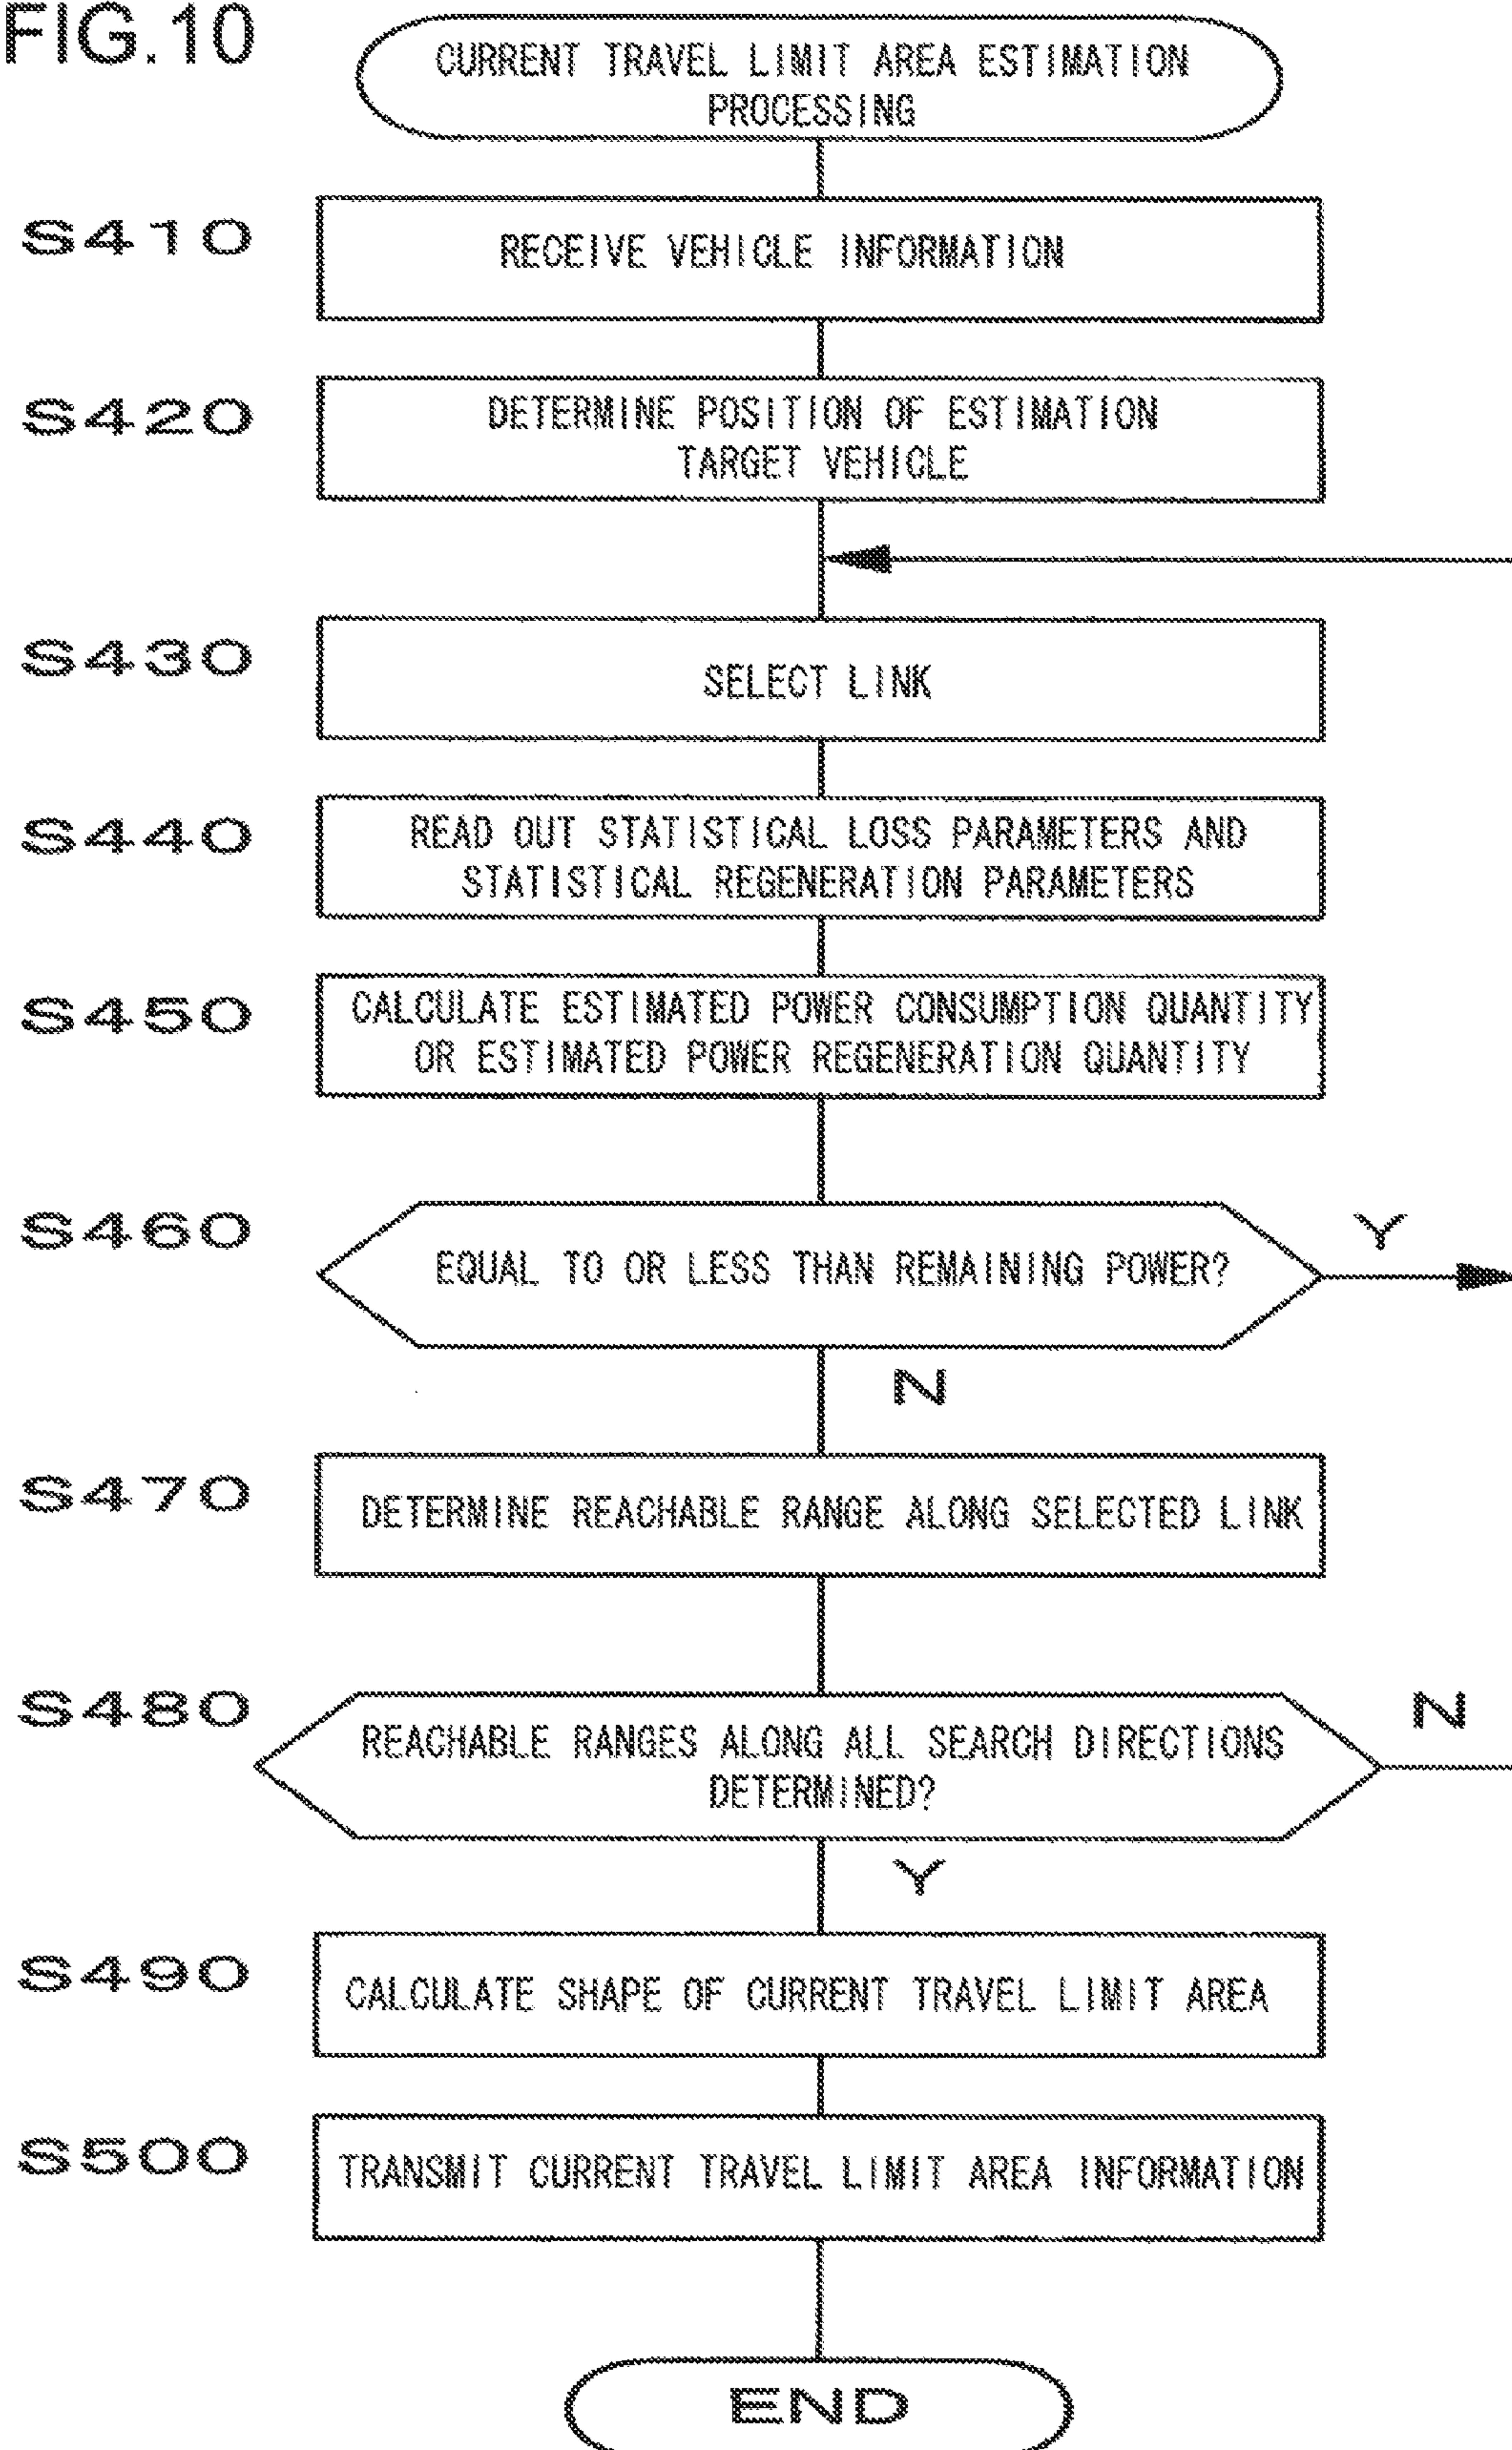 FIG.10
CURRENT TRAVEL LIMIT AREA ESTIMATION
PROCESSING
S410
RECEIVE VEHICLE INFORMATION
S420
DETERMINE POSITION OF ESTIMATION
TARGET VEHICLE
S430
SELECT LINK
S440
READ OUT STATISTICAL LOSS PARAMETERS AND
STATISTICAL REGENERATION PARAMETERS
S450
CALCULATE ESTIMATED POWER CONSUMPTION QUANTITY
OR ESTIMATED POWER REGENERATION QUANTITY
S460
EQUAL TO OR LESS THAN REMAINING POWER?
Y
N
S470
DETERMINE REACHABLE RANGE ALONG SELECTED LINK
S480
REACHABLE RANGES ALONG ALL SEARCH DIRECTIONS
DETERMINED?
N
Y
S490
CALCULATE SHAPE OF CURRENT TRAVEL LIMIT AREA
S500
TRANSMIT CURRENT TRAVEL LIMIT AREA INFORMATION
END